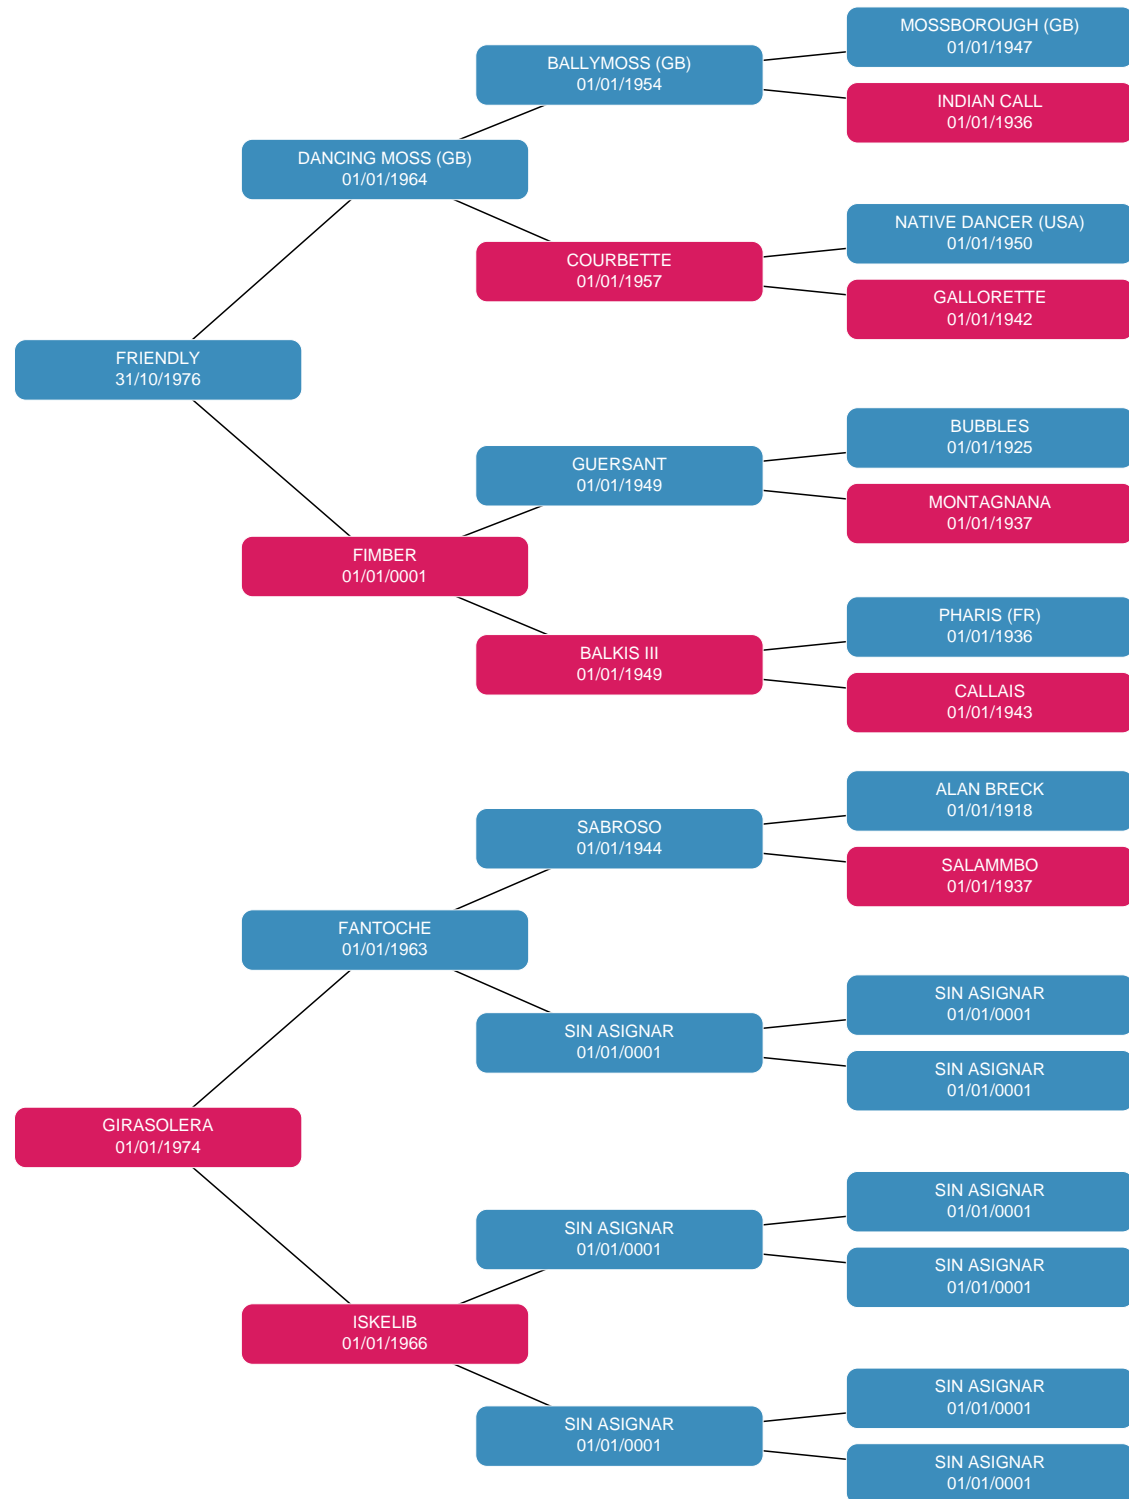 MOSSBOROUGH (GB)
01/01/1947
BALLYMOSS (GB)
01/01/1954
INDIAN CALL
01/01/1936
DANCING MOSS (GB)
01/01/1964
NATIVE DANCER (USA)
01/01/1950
COURBETTE
01/01/1957
GALLORETTE
01/01/1942
FRIENDLY
31/10/1976
BUBBLES
01/01/1925
GUERSANT
01/01/1949
MONTAGNANA
01/01/1937
FIMBER
01/01/0001
PHARIS (FR)
01/01/1936
BALKIS III
01/01/1949
CALLAIS
01/01/1943
ALAN BRECK
01/01/1918
SABROSO
01/01/1944
SALAMMBO
01/01/1937
FANTOCHE
01/01/1963
SIN ASIGNAR
01/01/0001
SIN ASIGNAR
01/01/0001
SIN ASIGNAR
01/01/0001
GIRASOLERA
01/01/1974
SIN ASIGNAR
01/01/0001
SIN ASIGNAR
01/01/0001
SIN ASIGNAR
01/01/0001
ISKELIB
01/01/1966
SIN ASIGNAR
01/01/0001
SIN ASIGNAR
01/01/0001
SIN ASIGNAR
01/01/0001